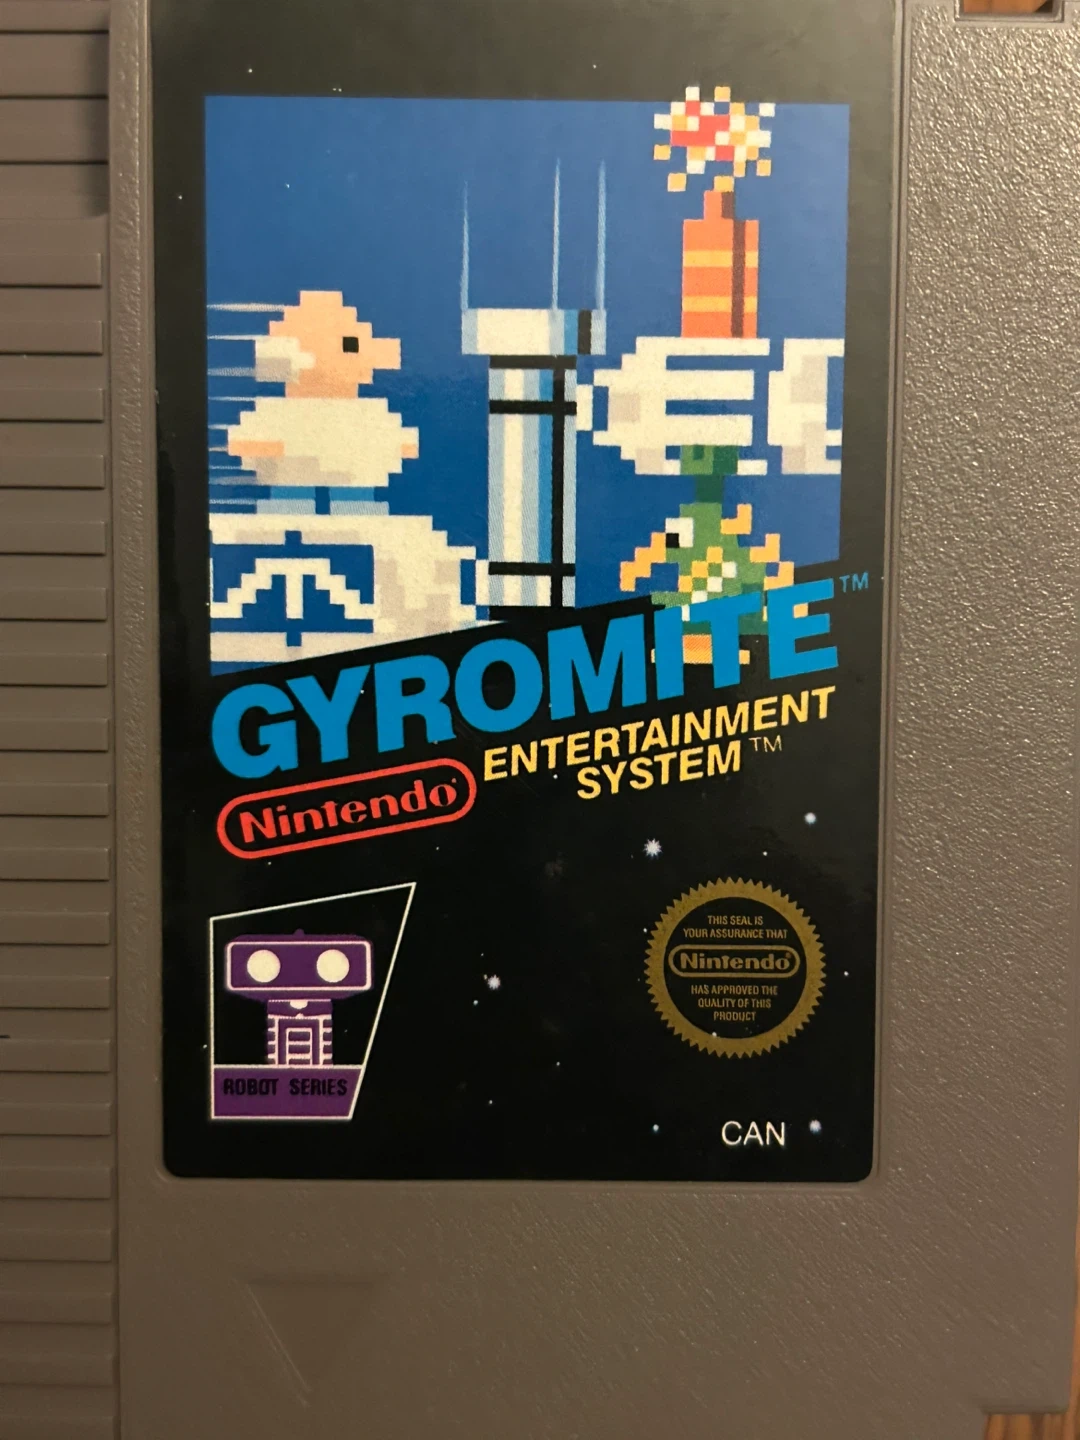 GYROMITE™
Nintendo® ENTERTAINMENT
SYSTEM™
ROBOT SERIES
THIS SEAL IS
YOUR ASSURANCE THAT
Nintendo®
HAS APPROVED THE
QUALITY OF THIS
PRODUCT
CAN